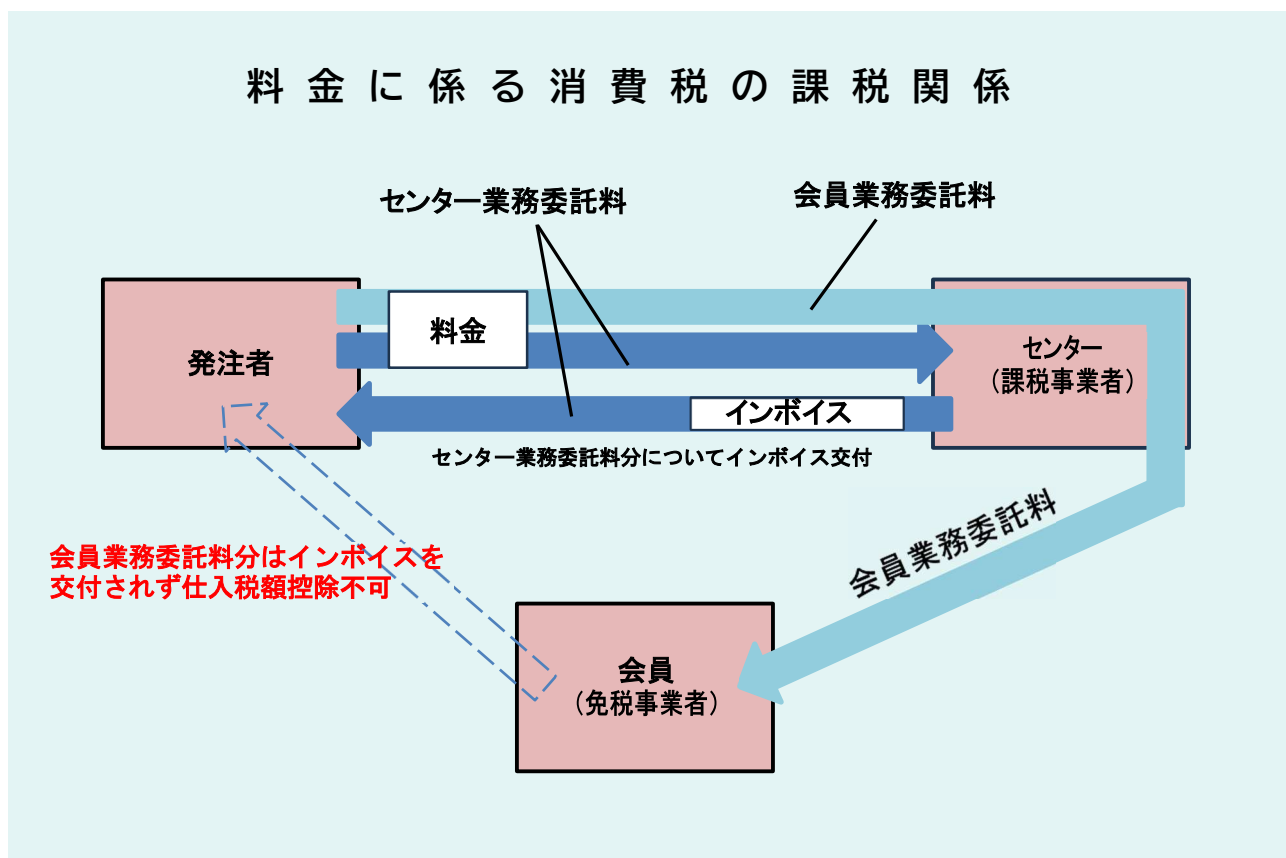 料金に係る消費税の課税関係
センター業務委託料
会員業務委託料
発注者
料金
センター
（課税事業者）
インボイス
センター業務委託料分についてインボイス交付
会員業務委託料
会員業務委託料分はインボイスを
交付されず仕入税額控除不可
会員
（免税事業者）